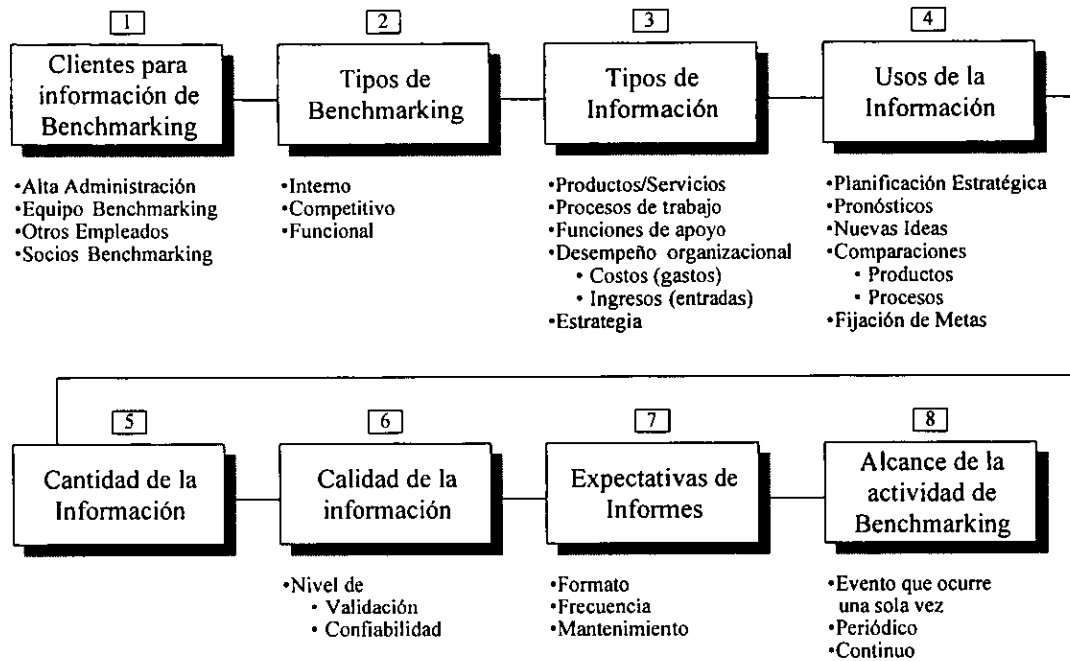 1
Clientes para
información de
Benchmarking
•Alta Administración
•Equipo Benchmarking
•Otros Empleados
•Socios Benchmarking
2
Tipos de
Benchmarking
•Interno
•Competitivo
•Funcional
3
Tipos de
Información
•Productos/Servicios
•Procesos de trabajo
•Funciones de apoyo
•Desempeño organizacional
• Costos (gastos)
• Ingresos (entradas)
•Estrategia
4
Usos de la
Información
•Planificación Estratégica
•Pronósticos
•Nuevas Ideas
•Comparaciones
• Productos
• Procesos
•Fijación de Metas
5
Cantidad de la
Información
6
Calidad de la
información
•Nivel de
• Validación
• Confiabilidad
7
Expectativas de
Informes
•Formato
•Frecuencia
•Mantenimiento
8
Alcance de la
actividad de
Benchmarking
•Evento que ocurre
una sola vez
•Periódico
•Continuo